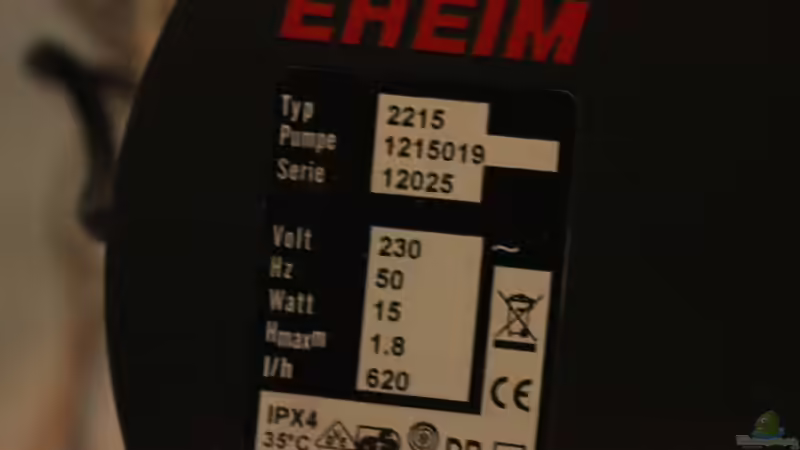 EHEIM
Typ 2215
Pumpe 1215019
Serie 12025
Volt 230 ~
Hz 50
Watt 15
Hmax m 1.8
l/h 620
CE
IPX4
35°C